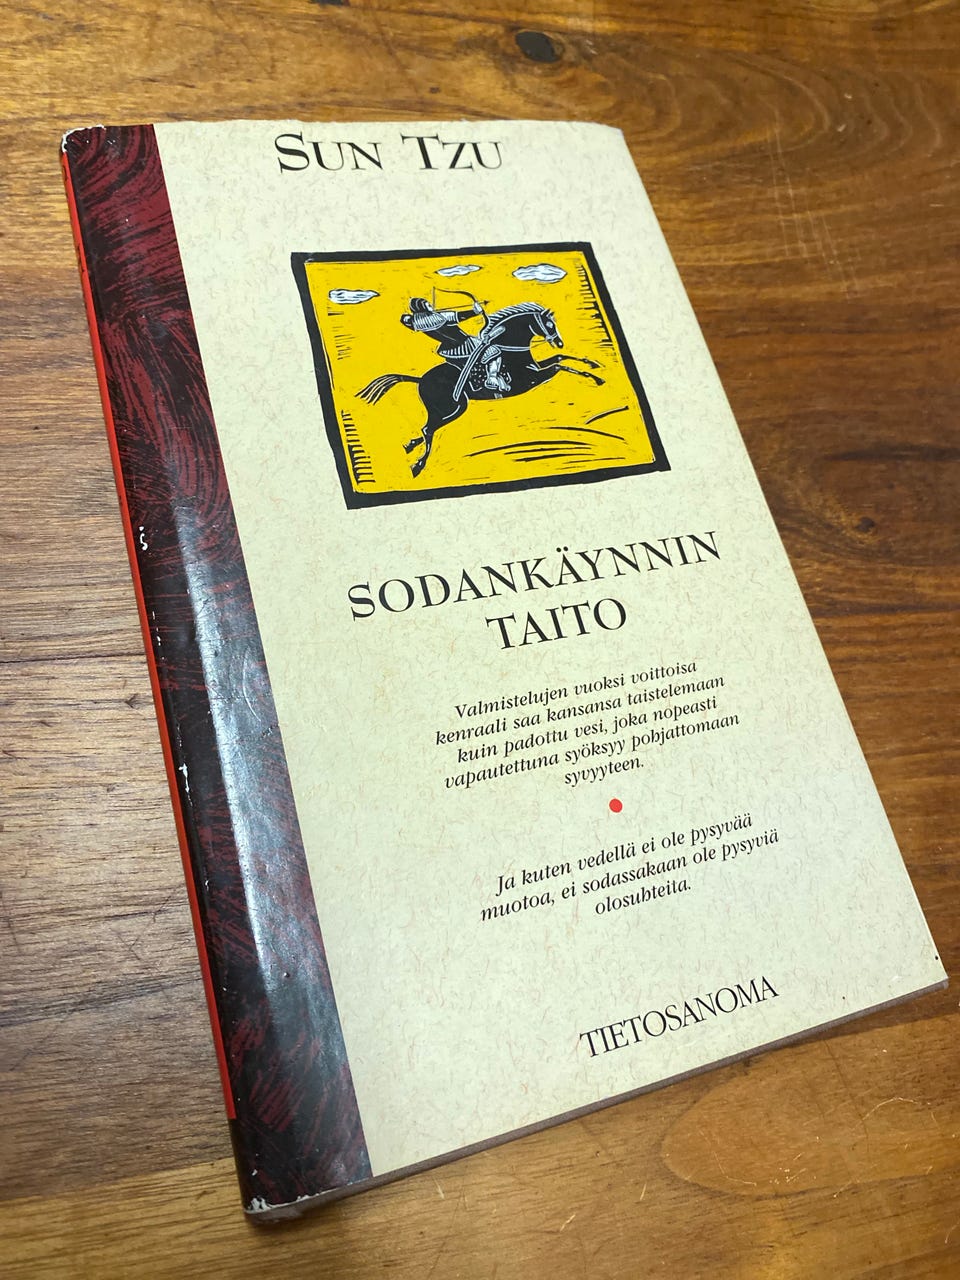 SUN TZU
SODANKÄYNNIN
TAITO
Valmistelujen vuoksi voittoisa
kenraali saa kansansa taistelemaan
kuin padottu vesi, joka nopeasti
vapautettuna syöksyy pohjattomaan
syvyyteen.
Ja kuten vedellä ei ole pysyvää
muotoa, ei sodassakaan ole pysyviä
olosuhteita.
TIETOSANOMA